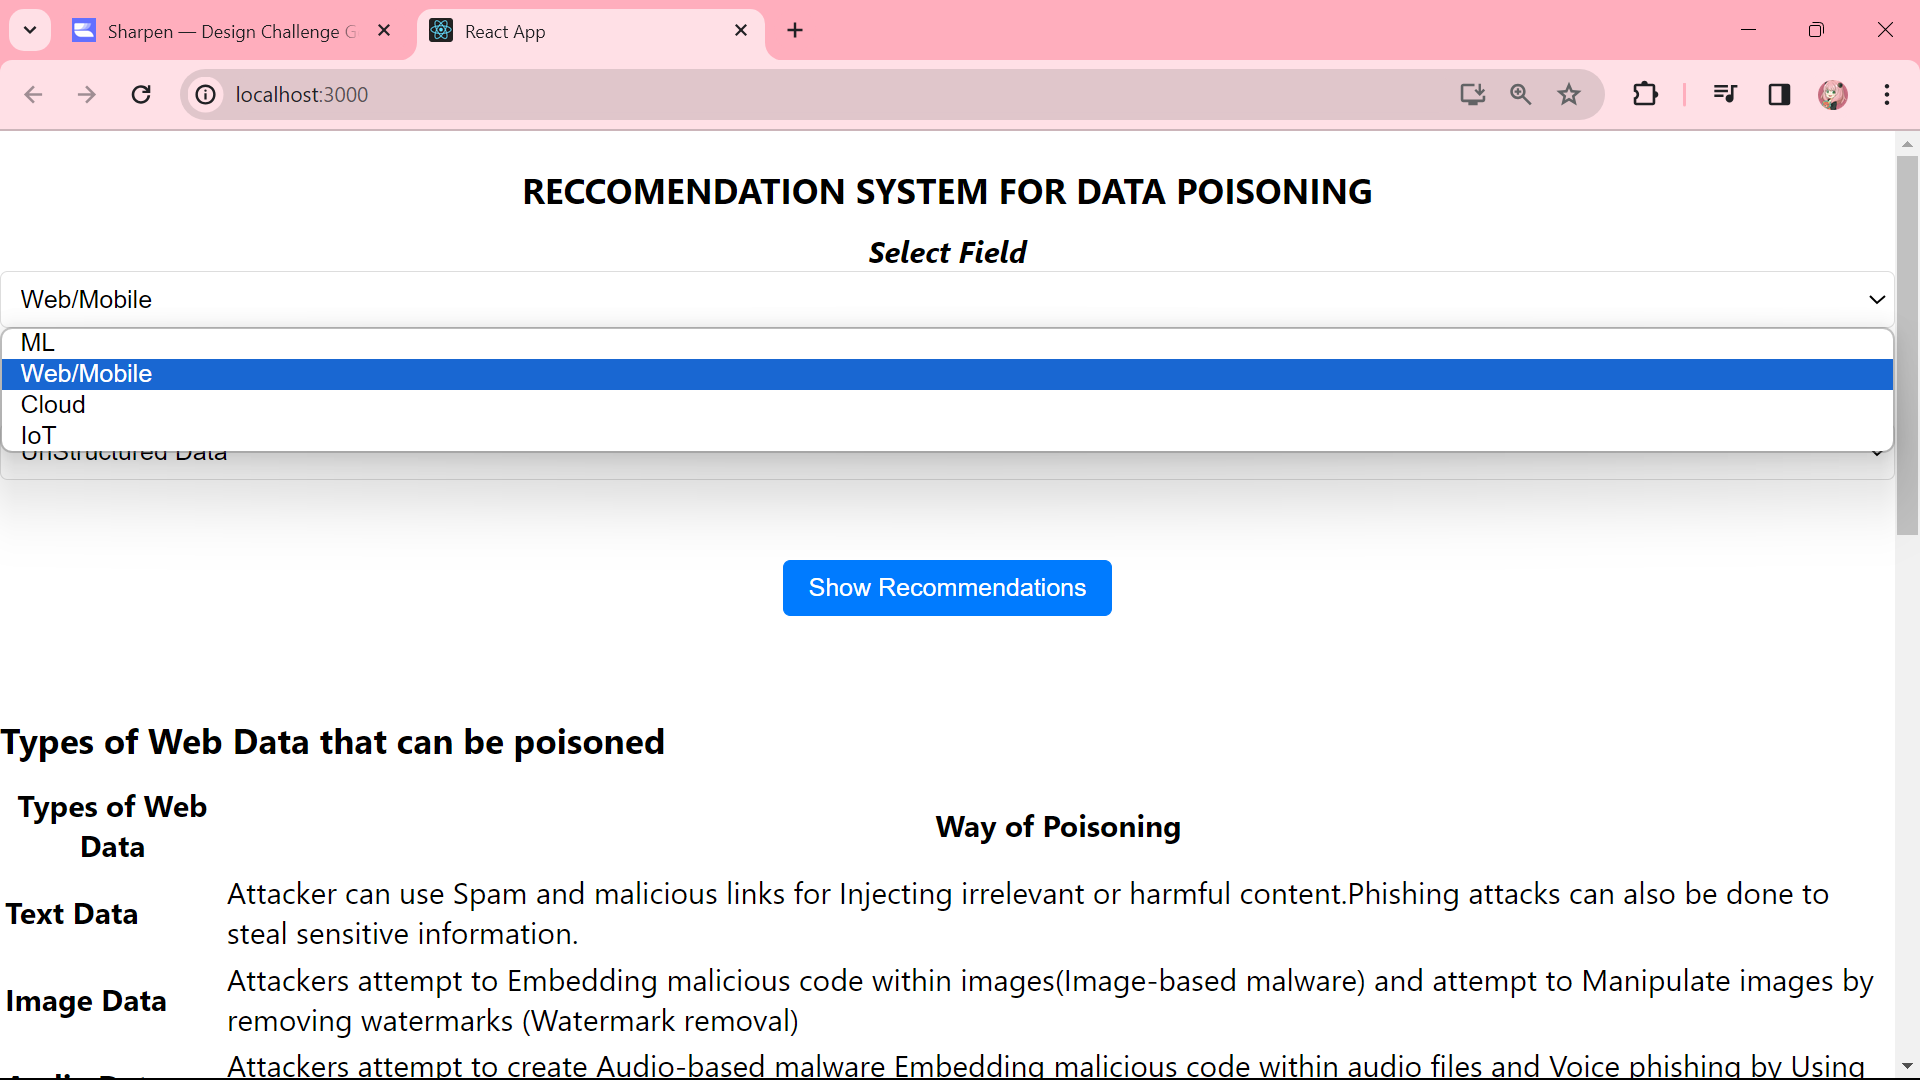 Sharpen — Design Challenge G
React App
localhost:3000
RECCOMENDATION SYSTEM FOR DATA POISONING
Select Field
Web/Mobile
ML
Web/Mobile
Cloud
IoT
UnStructured Data
Show Recommendations
Types of Web Data that can be poisoned
Types of Web
Data
Way of Poisoning
Text Data
Attacker can use Spam and malicious links for Injecting irrelevant or harmful content.Phishing attacks can also be done to
steal sensitive information.
Image Data
Attackers attempt to Embedding malicious code within images(Image-based malware) and attempt to Manipulate images by
removing watermarks (Watermark removal)
Attackers attempt to create Audio-based malware Embedding malicious code within audio files and Voice phishing by Using